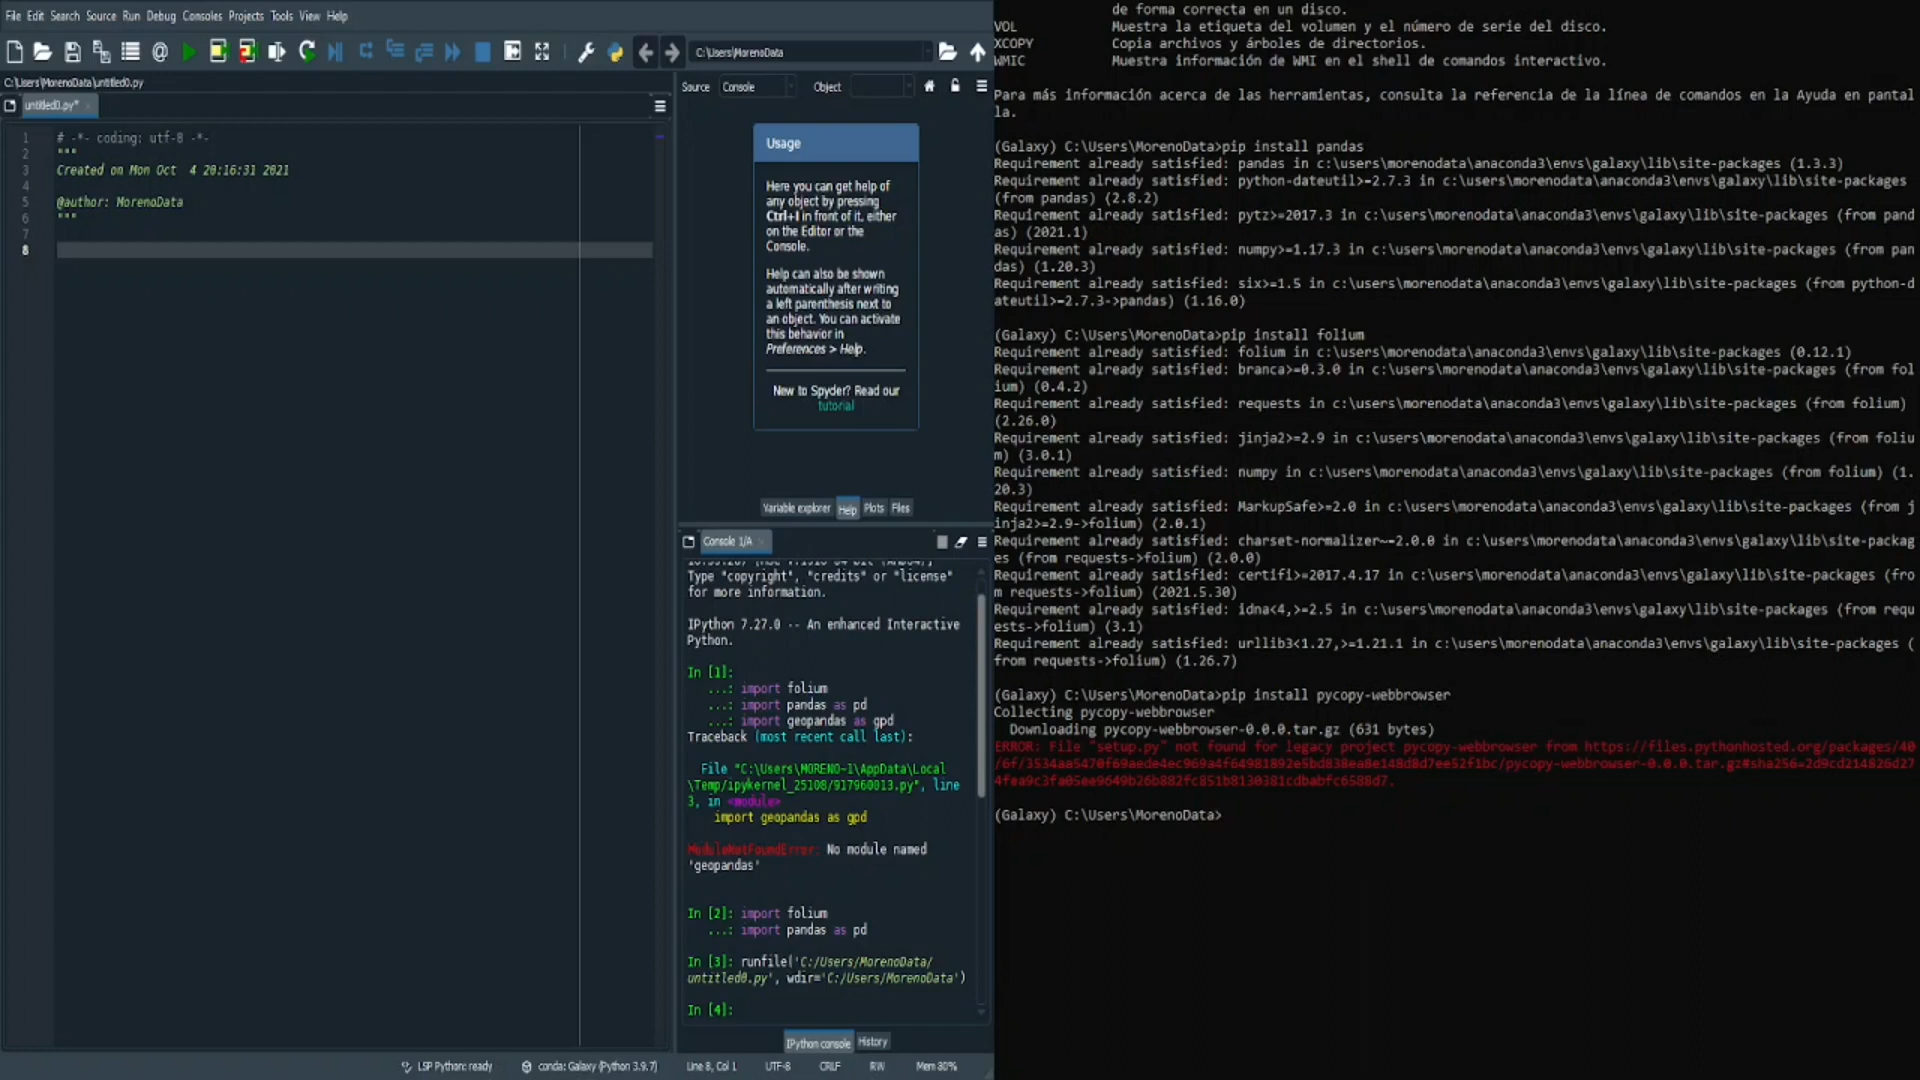 File Edit Search Source Run Debug Consoles Projects Tools View Help
C:\Users\MorenoData
C:\Users\MorenoData\untitled0.py
untitled0.py*
1 # -*- coding: utf-8 -*-
2 """
3 Created on Mon Oct  4 20:16:31 2021
4
5 @author: MorenoData
6 """
7
8
Source Console Object
Usage
Here you can get help of
any object by pressing
Ctrl+I in front of it, either
on the Editor or the
Console.
Help can also be shown
automatically after writing
a left parenthesis next to
an object. You can activate
this behavior in
Preferences > Help.
New to Spyder? Read our
tutorial
Variable explorer Help Plots Files
Console 1/A
Type "copyright", "credits" or "license"
for more information.
IPython 7.27.0 -- An enhanced Interactive
Python.
In [1]:
...: import folium
...: import pandas as pd
...: import geopandas as gpd
Traceback (most recent call last):
File "C:\Users\MORENO~1\AppData\Local
\Temp/ipykernel_25108/917960013.py", line
3, in <module>
import geopandas as gpd
ModuleNotFoundError: No module named
'geopandas'
In [2]: import folium
...: import pandas as pd
In [3]: runfile('C:/Users/MorenoData/
untitled0.py', wdir='C:/Users/MorenoData')
In [4]:
IPython console History
LSP Python: ready conda: Galaxy (Python 3.9.7) Line 8, Col 1 UTF-8 CRLF RW Mem 80%
de forma correcta en un disco.
VOL Muestra la etiqueta del volumen y el número de serie del disco.
XCOPY Copia archivos y árboles de directorios.
WMIC Muestra información de WMI en el shell de comandos interactivo.
Para más información acerca de las herramientas, consulta la referencia de la línea de comandos en la Ayuda en pantal
la.
(Galaxy) C:\Users\MorenoData>pip install pandas
Requirement already satisfied: pandas in c:\users\morenodata\anaconda3\envs\galaxy\lib\site-packages (1.3.3)
Requirement already satisfied: python-dateutil>=2.7.3 in c:\users\morenodata\anaconda3\envs\galaxy\lib\site-packages
(from pandas) (2.8.2)
Requirement already satisfied: pytz>=2017.3 in c:\users\morenodata\anaconda3\envs\galaxy\lib\site-packages (from pand
as) (2021.1)
Requirement already satisfied: numpy>=1.17.3 in c:\users\morenodata\anaconda3\envs\galaxy\lib\site-packages (from pan
das) (1.20.3)
Requirement already satisfied: six>=1.5 in c:\users\morenodata\anaconda3\envs\galaxy\lib\site-packages (from python-d
ateutil>=2.7.3->pandas) (1.16.0)
(Galaxy) C:\Users\MorenoData>pip install folium
Requirement already satisfied: folium in c:\users\morenodata\anaconda3\envs\galaxy\lib\site-packages (0.12.1)
Requirement already satisfied: branca>=0.3.0 in c:\users\morenodata\anaconda3\envs\galaxy\lib\site-packages (from fol
ium) (0.4.2)
Requirement already satisfied: requests in c:\users\morenodata\anaconda3\envs\galaxy\lib\site-packages (from folium)
(2.26.0)
Requirement already satisfied: jinja2>=2.9 in c:\users\morenodata\anaconda3\envs\galaxy\lib\site-packages (from foliu
m) (3.0.1)
Requirement already satisfied: numpy in c:\users\morenodata\anaconda3\envs\galaxy\lib\site-packages (from folium) (1.
20.3)
Requirement already satisfied: MarkupSafe>=2.0 in c:\users\morenodata\anaconda3\envs\galaxy\lib\site-packages (from j
inja2>=2.9->folium) (2.0.1)
Requirement already satisfied: charset-normalizer~=2.0.0 in c:\users\morenodata\anaconda3\envs\galaxy\lib\site-packag
es (from requests->folium) (2.0.0)
Requirement already satisfied: certifi>=2017.4.17 in c:\users\morenodata\anaconda3\envs\galaxy\lib\site-packages (fro
m requests->folium) (2021.5.30)
Requirement already satisfied: idna<4,>=2.5 in c:\users\morenodata\anaconda3\envs\galaxy\lib\site-packages (from requ
ests->folium) (3.1)
Requirement already satisfied: urllib3<1.27,>=1.21.1 in c:\users\morenodata\anaconda3\envs\galaxy\lib\site-packages (
from requests->folium) (1.26.7)
(Galaxy) C:\Users\MorenoData>pip install pycopy-webbrowser
Collecting pycopy-webbrowser
Downloading pycopy-webbrowser-0.0.0.tar.gz (631 bytes)
ERROR: File "setup.py" not found for legacy project pycopy-webbrowser from https://files.pythonhosted.org/packages/40
(Galaxy) C:\Users\MorenoData>